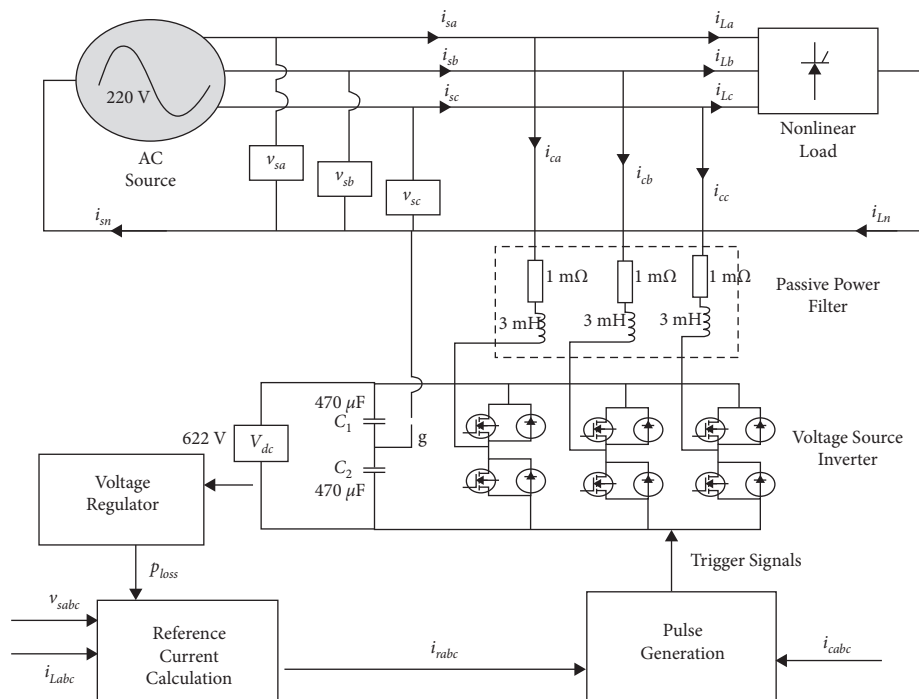 i_sa
i_La
i_sb
i_Lb
i_sc
i_Lc
220 V
AC
Source
Nonlinear
Load
v_sa
v_sb
v_sc
i_ca
i_cb
i_cc
i_sn
i_Ln
1 mΩ
1 mΩ
1 mΩ
Passive Power
Filter
3 mH
3 mH
3 mH
470 µF
C_1
622 V
V_dc
g
C_2
470 µF
Voltage Source
Inverter
Voltage
Regulator
p_loss
Trigger Signals
v_sabc
i_Labc
Reference
Current
Calculation
i_rabc
Pulse
Generation
i_cabc